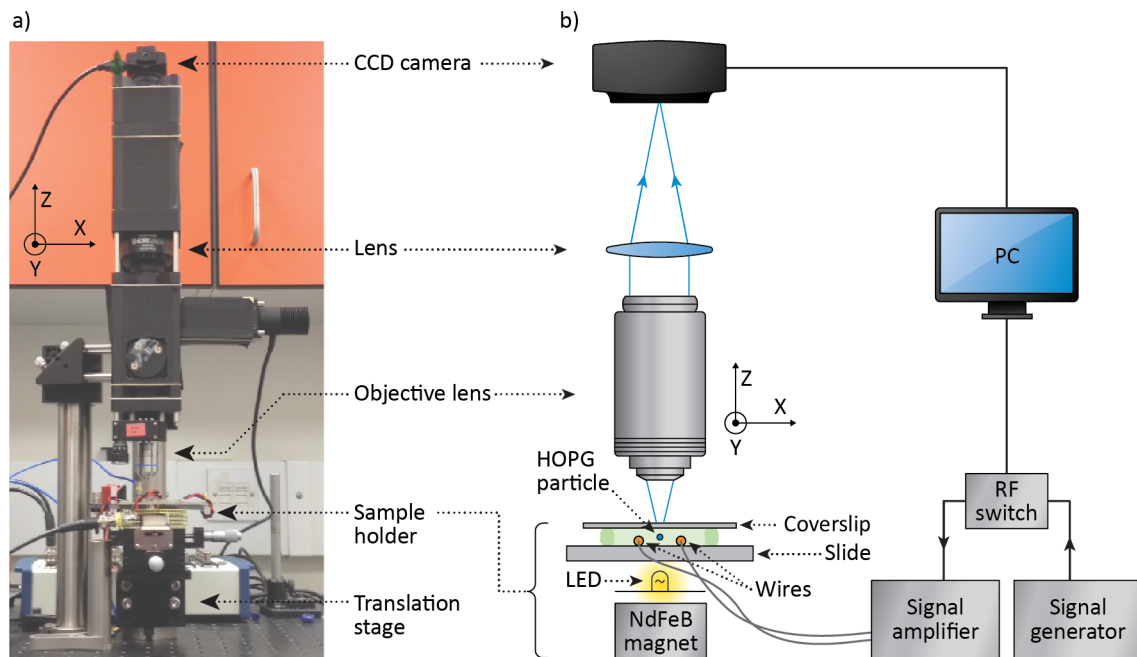 a)
b)
CCD camera
Z
X
Y
THORLABS
Lens
PC
Objective lens
Z
X
Y
HOPG
particle
RF
switch
Sample
holder
Coverslip
Slide
LED
Wires
Translation
stage
NdFeB
magnet
Signal
amplifier
Signal
generator